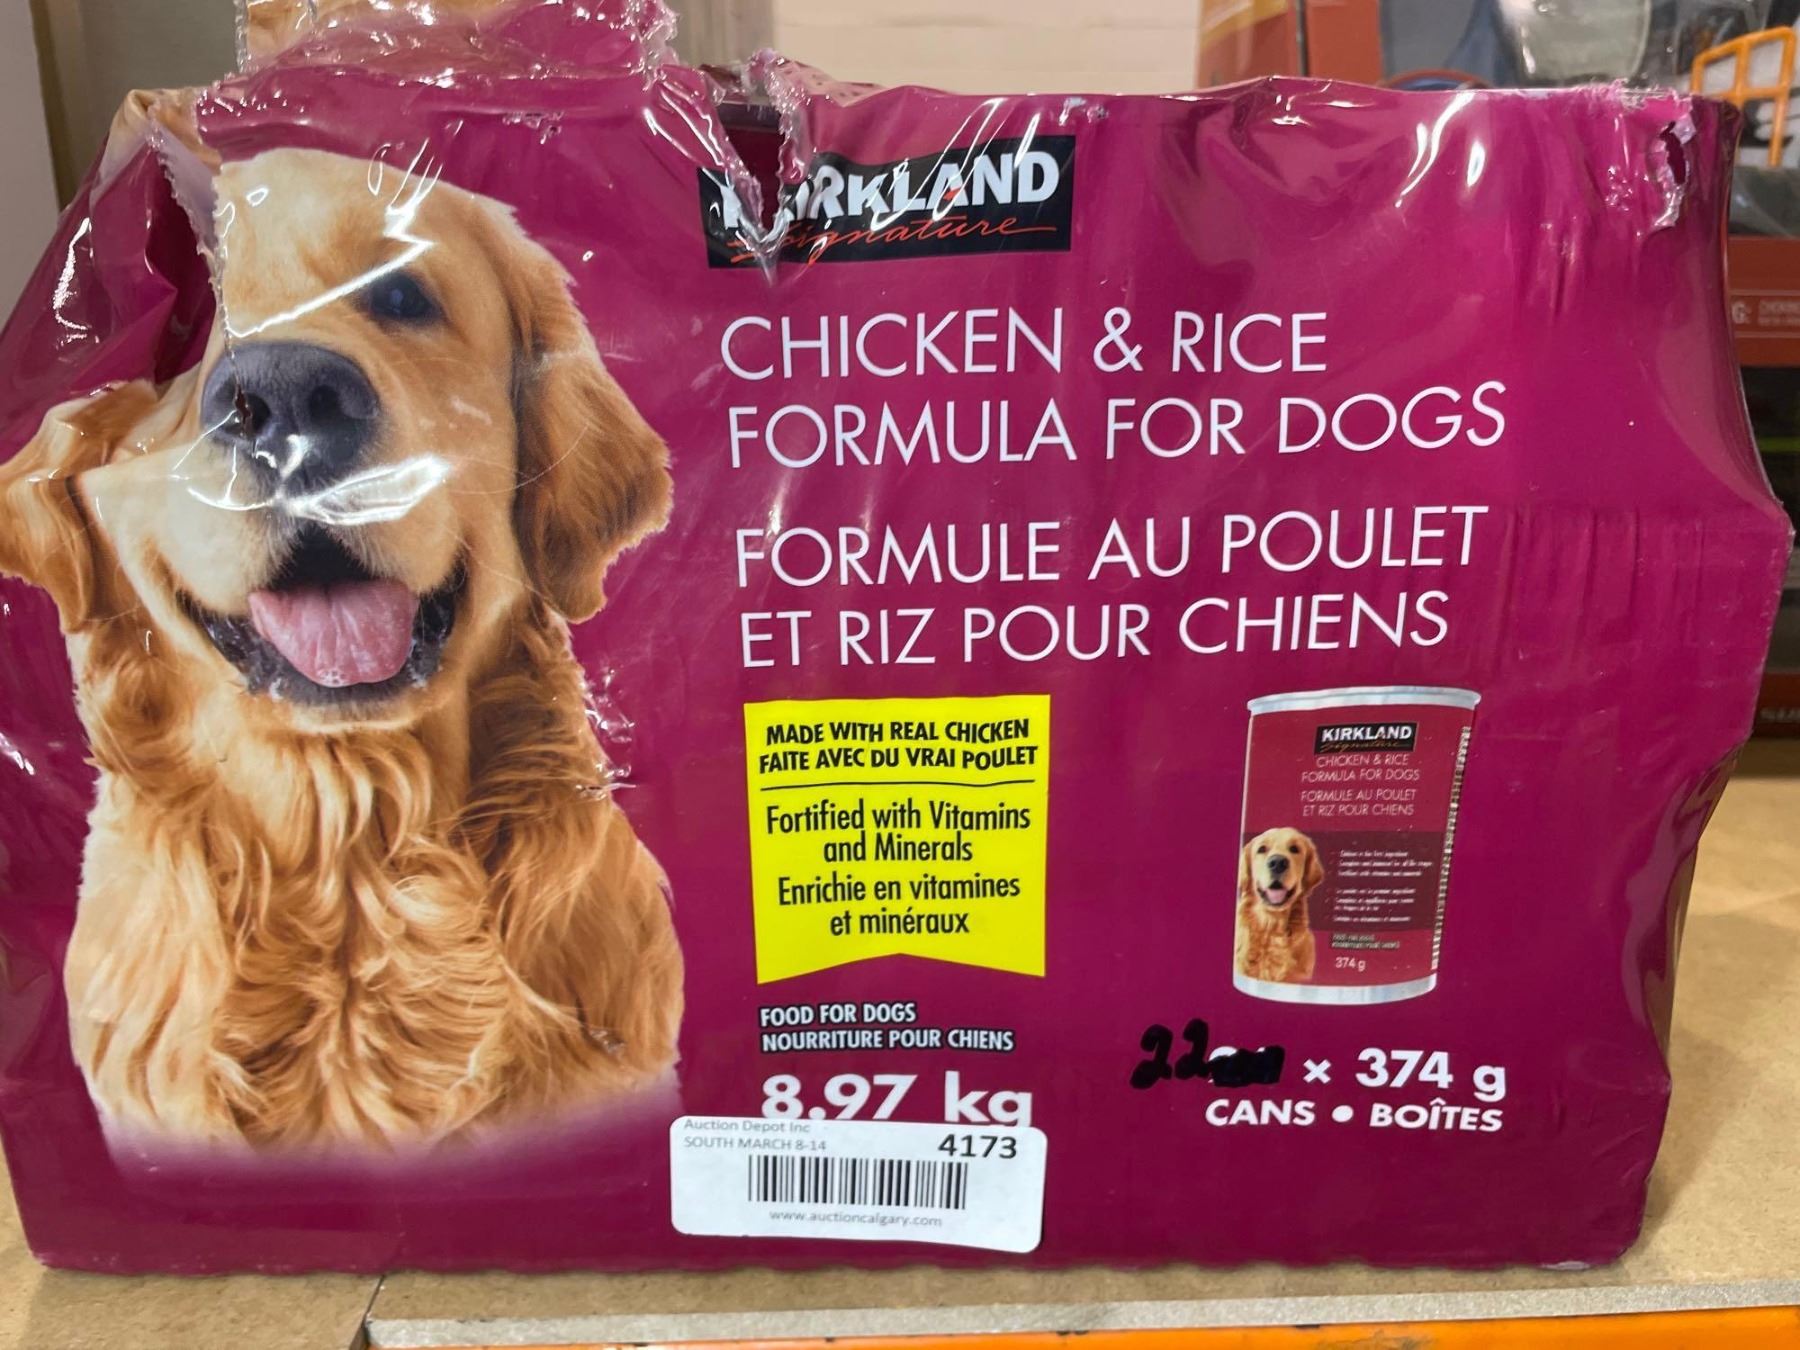 KIRKLAND
Signature
CHICKEN & RICE
FORMULA FOR DOGS
FORMULE AU POULET
ET RIZ POUR CHIENS
MADE WITH REAL CHICKEN
FAITE AVEC DU VRAI POULET
Fortified with Vitamins
and Minerals
Enrichie en vitamines
et minéraux
FOOD FOR DOGS
NOURRITURE POUR CHIENS
8.97 kg
KIRKLAND
Signature
CHICKEN & RICE
FORMULA FOR DOGS
FORMULE AU POULET
ET RIZ POUR CHIENS
374 g
22 x 374 g
CANS • BOÎTES
Auction Depot Inc
SOUTH MARCH 8-14
4173
www.auctioncalgary.com